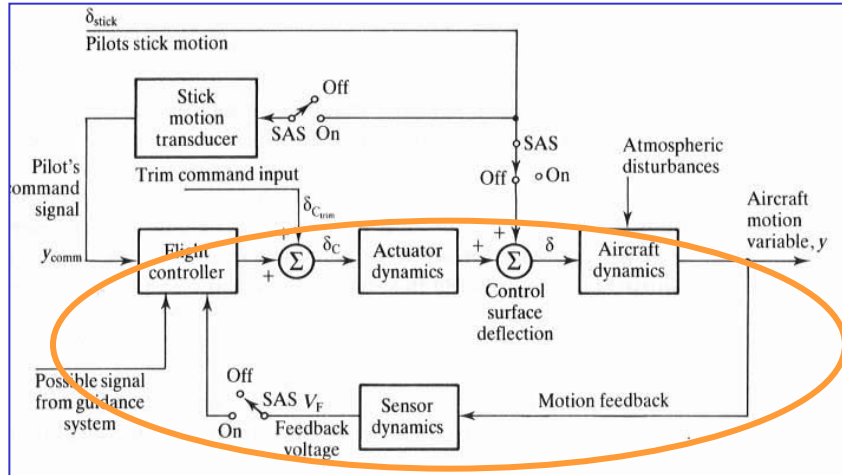 δstick
Pilots stick motion
Stick
motion
transducer
Off
SAS On
SAS
Off On
Atmospheric
disturbances
Pilot's
command
signal
Trim command input
δCtrim
Aircraft
motion
variable, y
ycomm
Flight
controller
+
+
Σ
δC
Actuator
dynamics
+
+
Σ
δ
Aircraft
dynamics
Control
surface
deflection
Possible signal
from guidance
system
Off
On
SAS VF
Feedback
voltage
Sensor
dynamics
Motion feedback